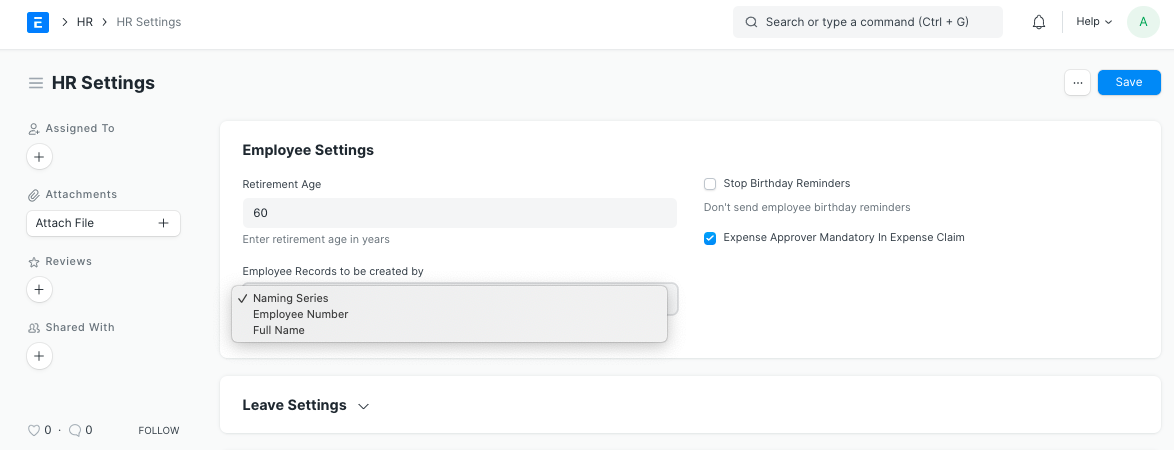 E HR HR Settings
Search or type a command (Ctrl + G)
Help
A
HR Settings
...
Save
Assigned To
Attachments
Attach File
Reviews
Shared With
0 · 0
FOLLOW
Employee Settings
Retirement Age
60
Enter retirement age in years
Employee Records to be created by
Naming Series
Employee Number
Full Name
Stop Birthday Reminders
Don't send employee birthday reminders
Expense Approver Mandatory In Expense Claim
Leave Settings